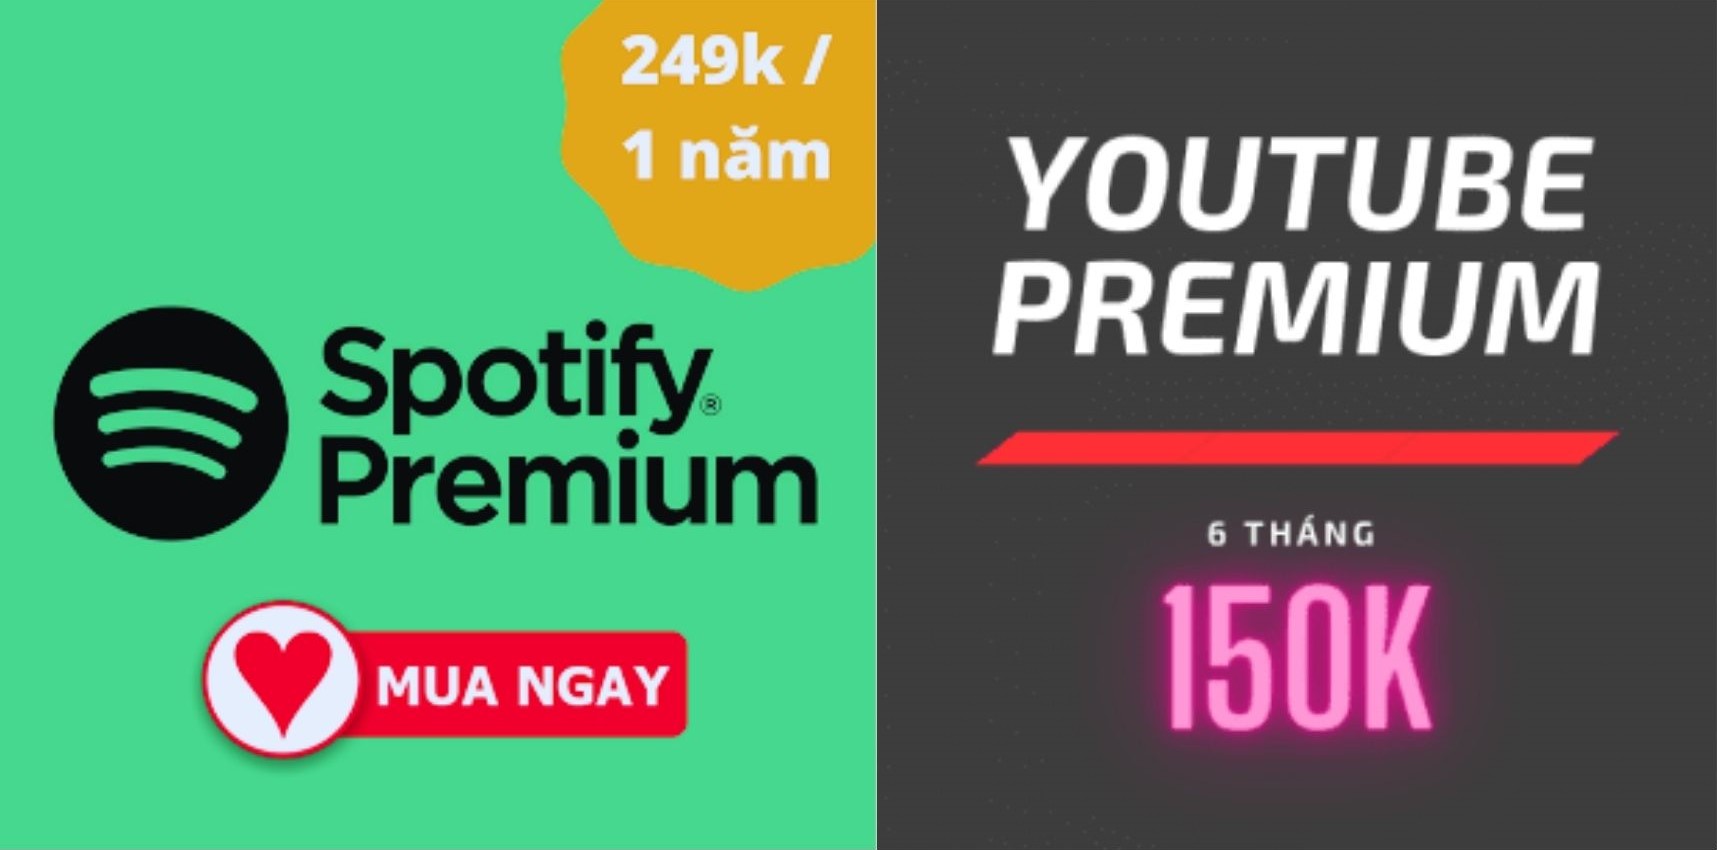 249k /
1 năm
Spotify®
Premium
MUA NGAY
YOUTUBE
PREMIUM
6 THÁNG
150K